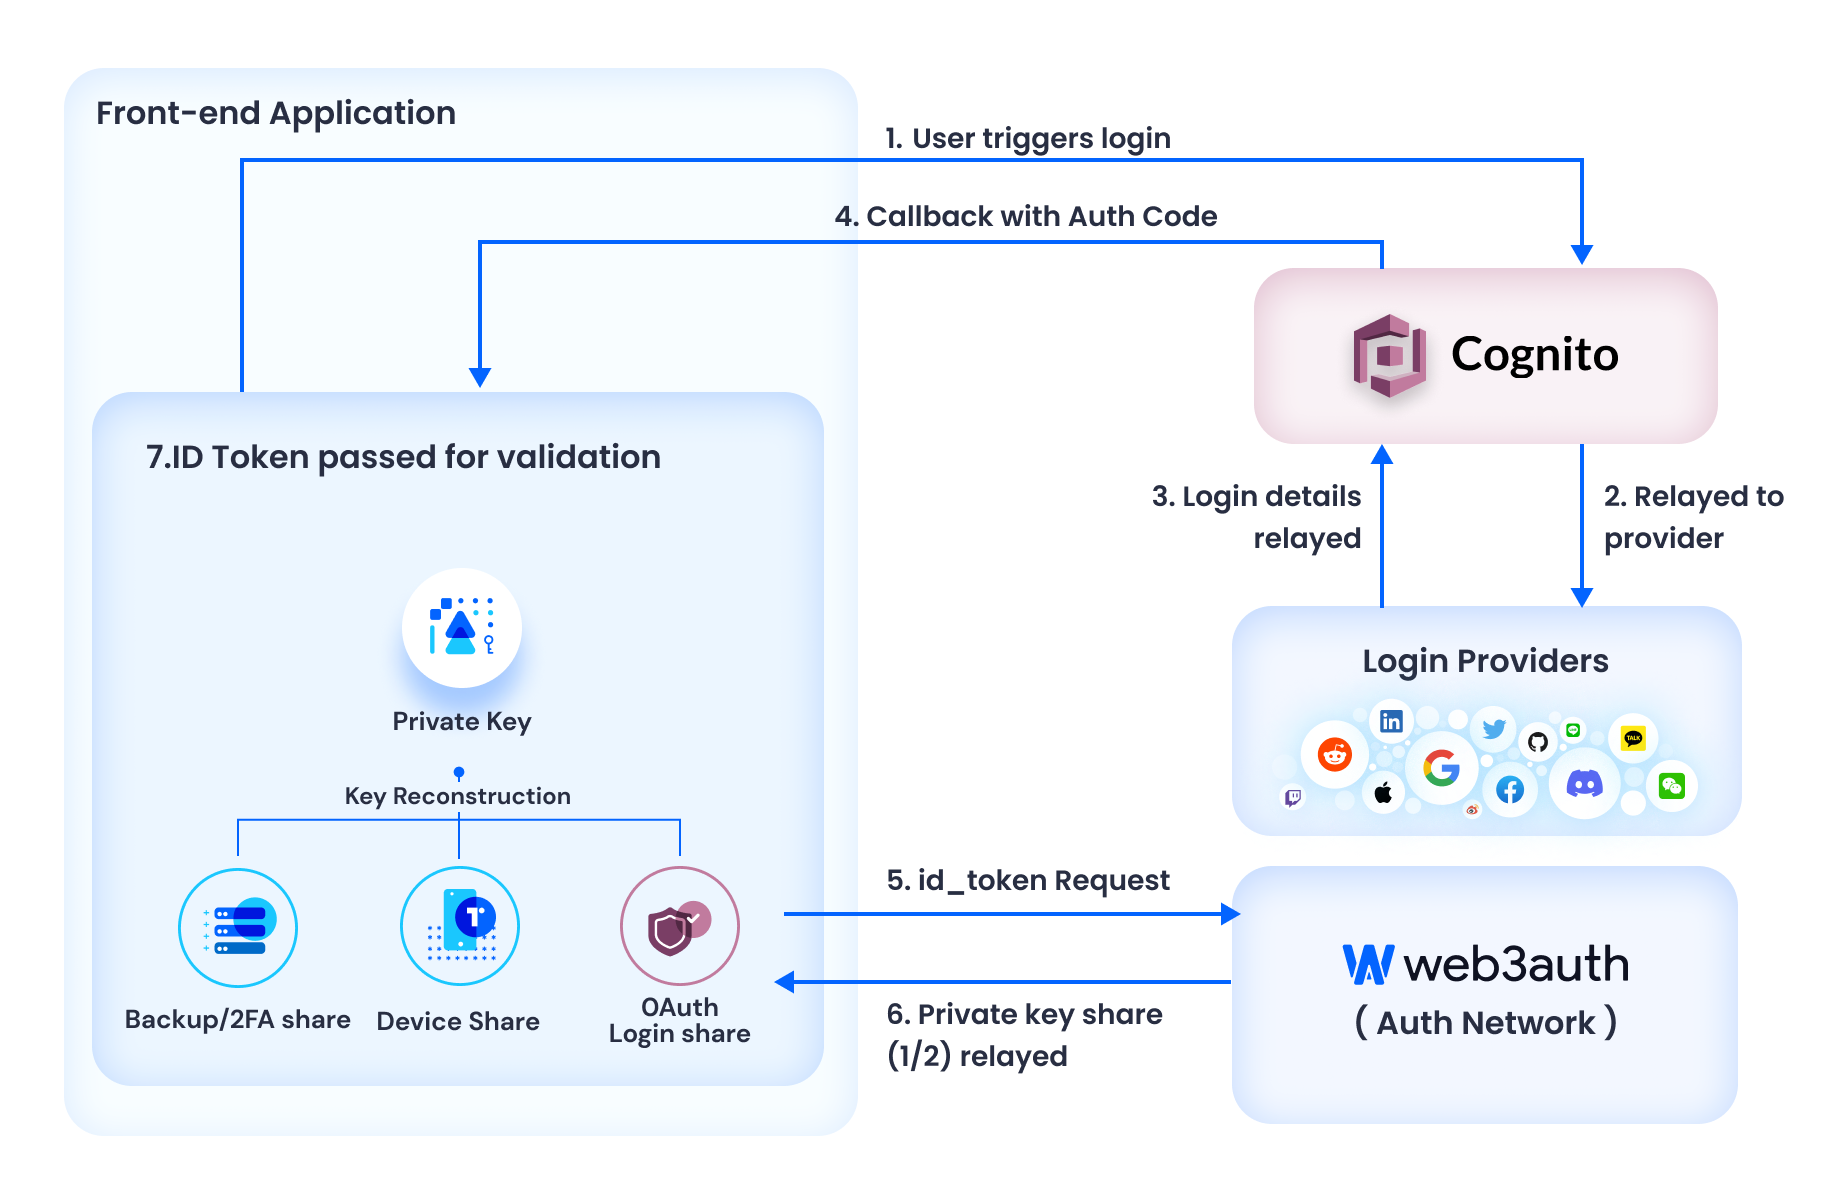 Front-end Application
1. User triggers login
4. Callback with Auth Code
Cognito
7.ID Token passed for validation
3. Login details
relayed
2. Relayed to
provider
Login Providers
in
TALK
Private Key
Key Reconstruction
Backup/2FA share
Device Share
OAuth
Login share
5. id_token Request
6. Private key share
(1/2) relayed
web3auth
( Auth Network )